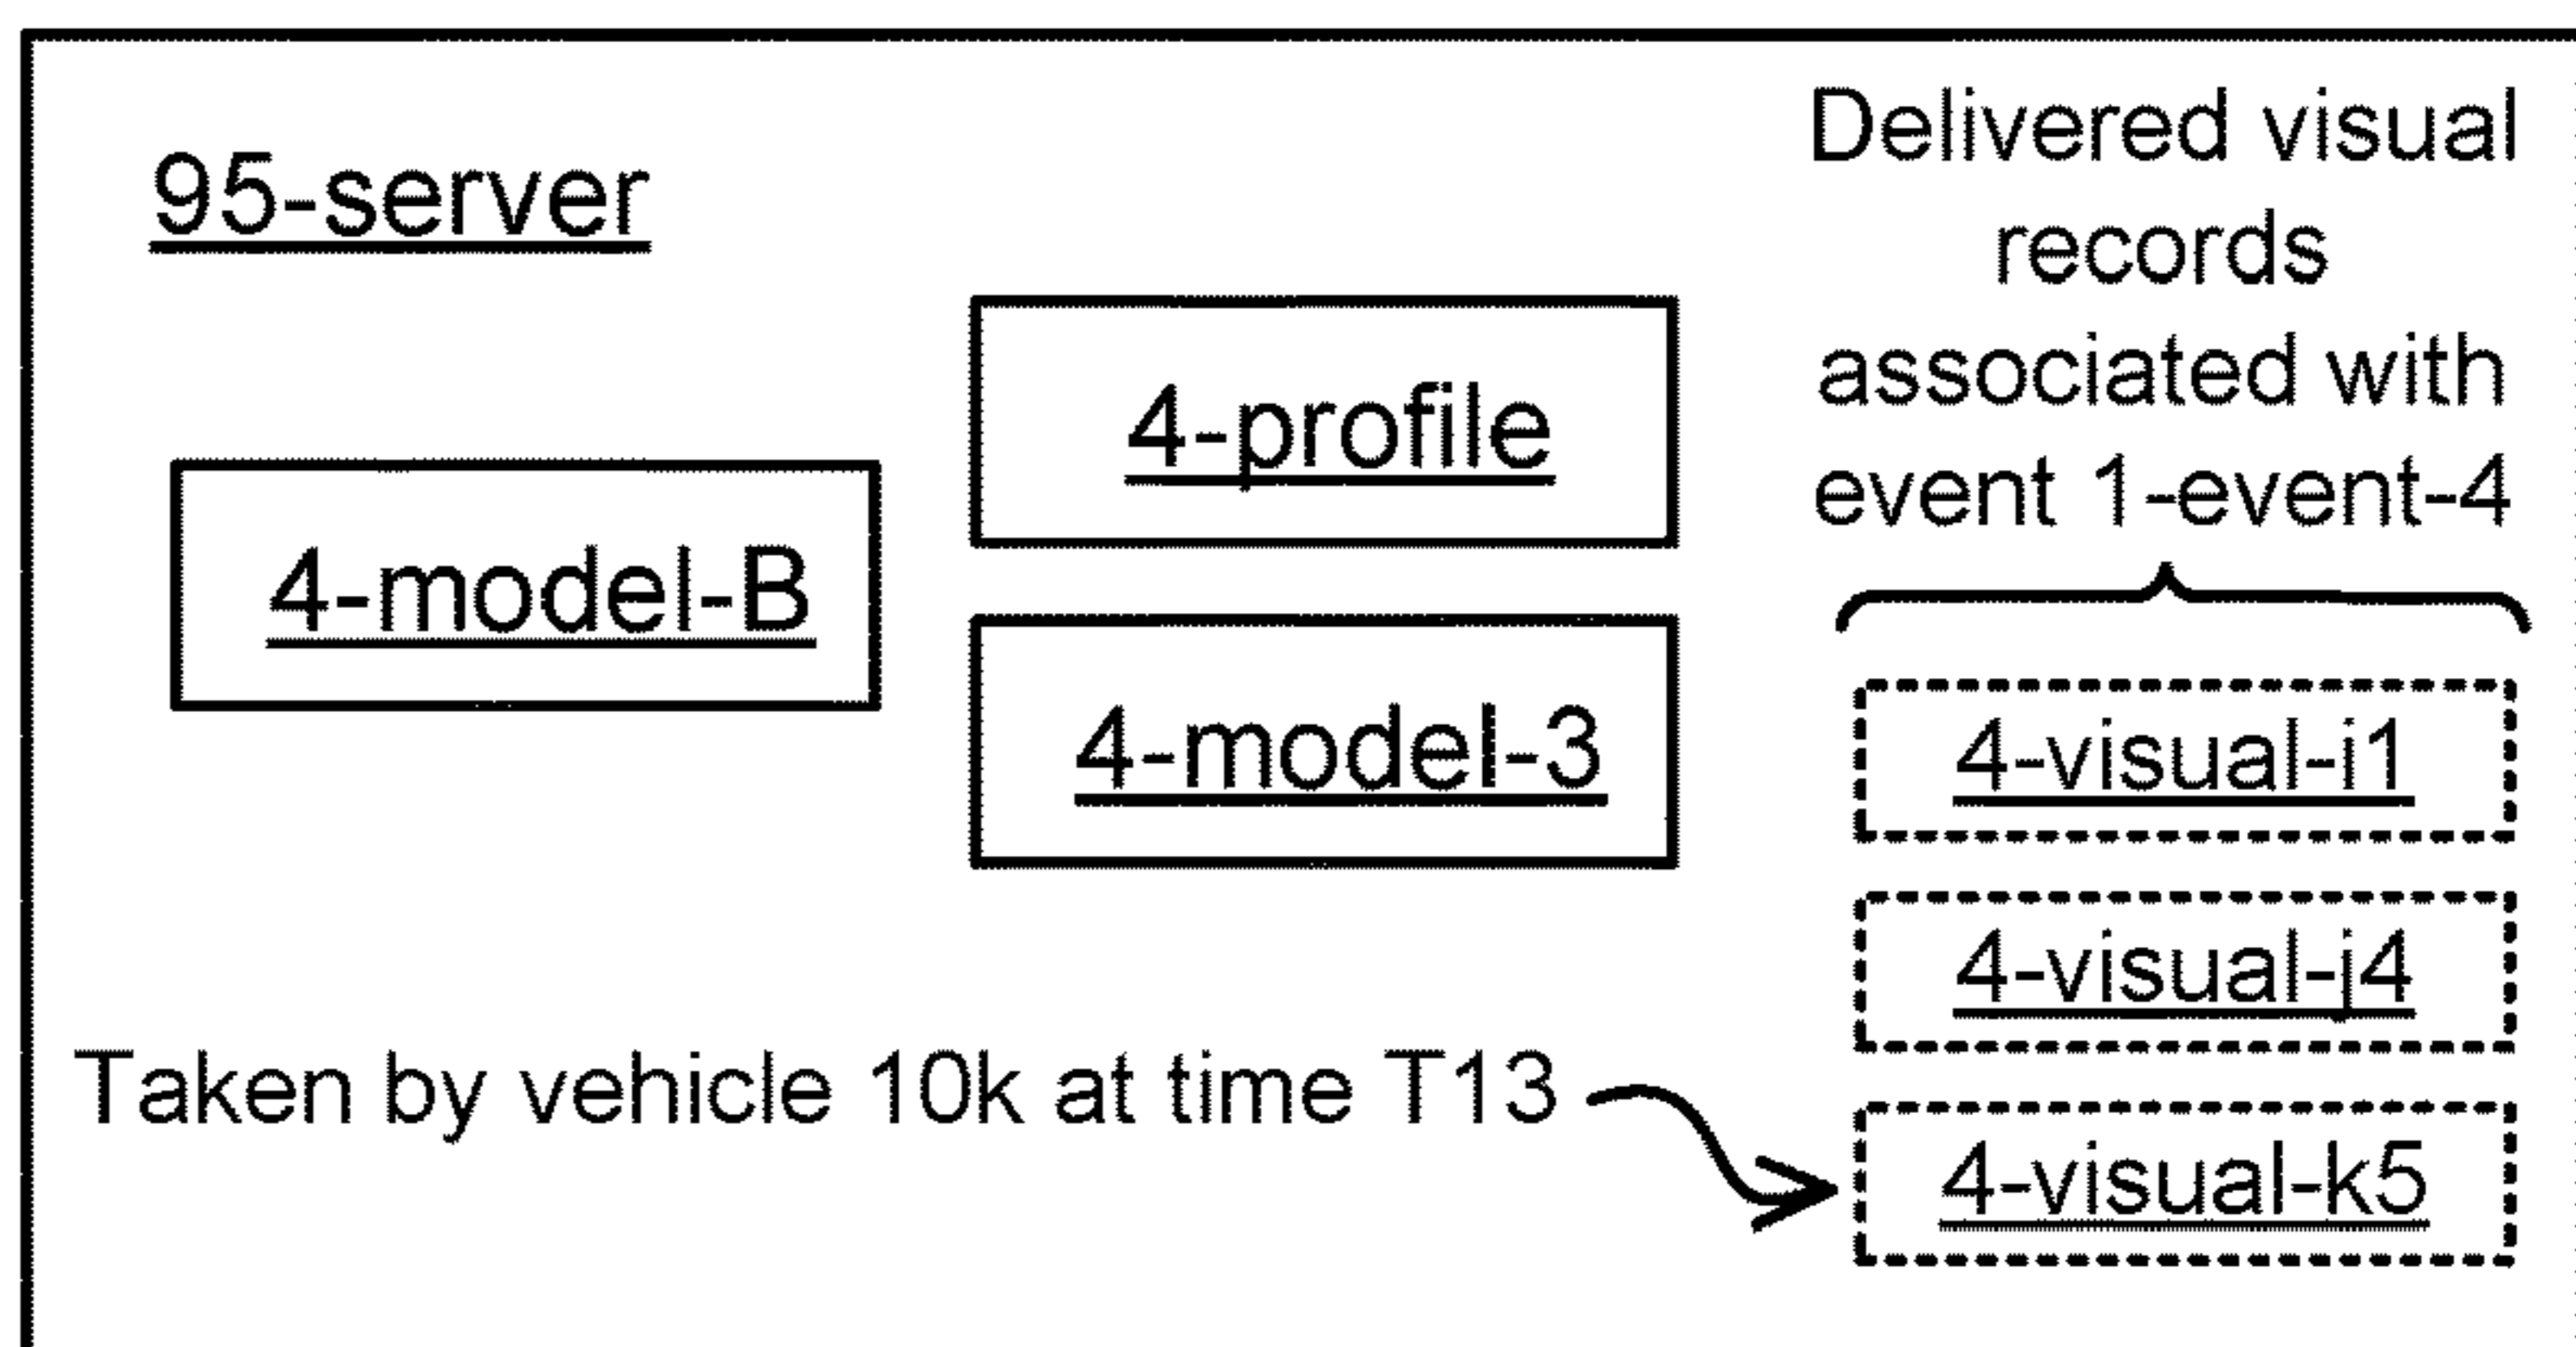 95-server
Delivered visual
records
associated with
event 1-event-4
4-profile
4-model-B
4-model-3
4-visual-i1
4-visual-j4
Taken by vehicle 10k at time T13
4-visual-k5